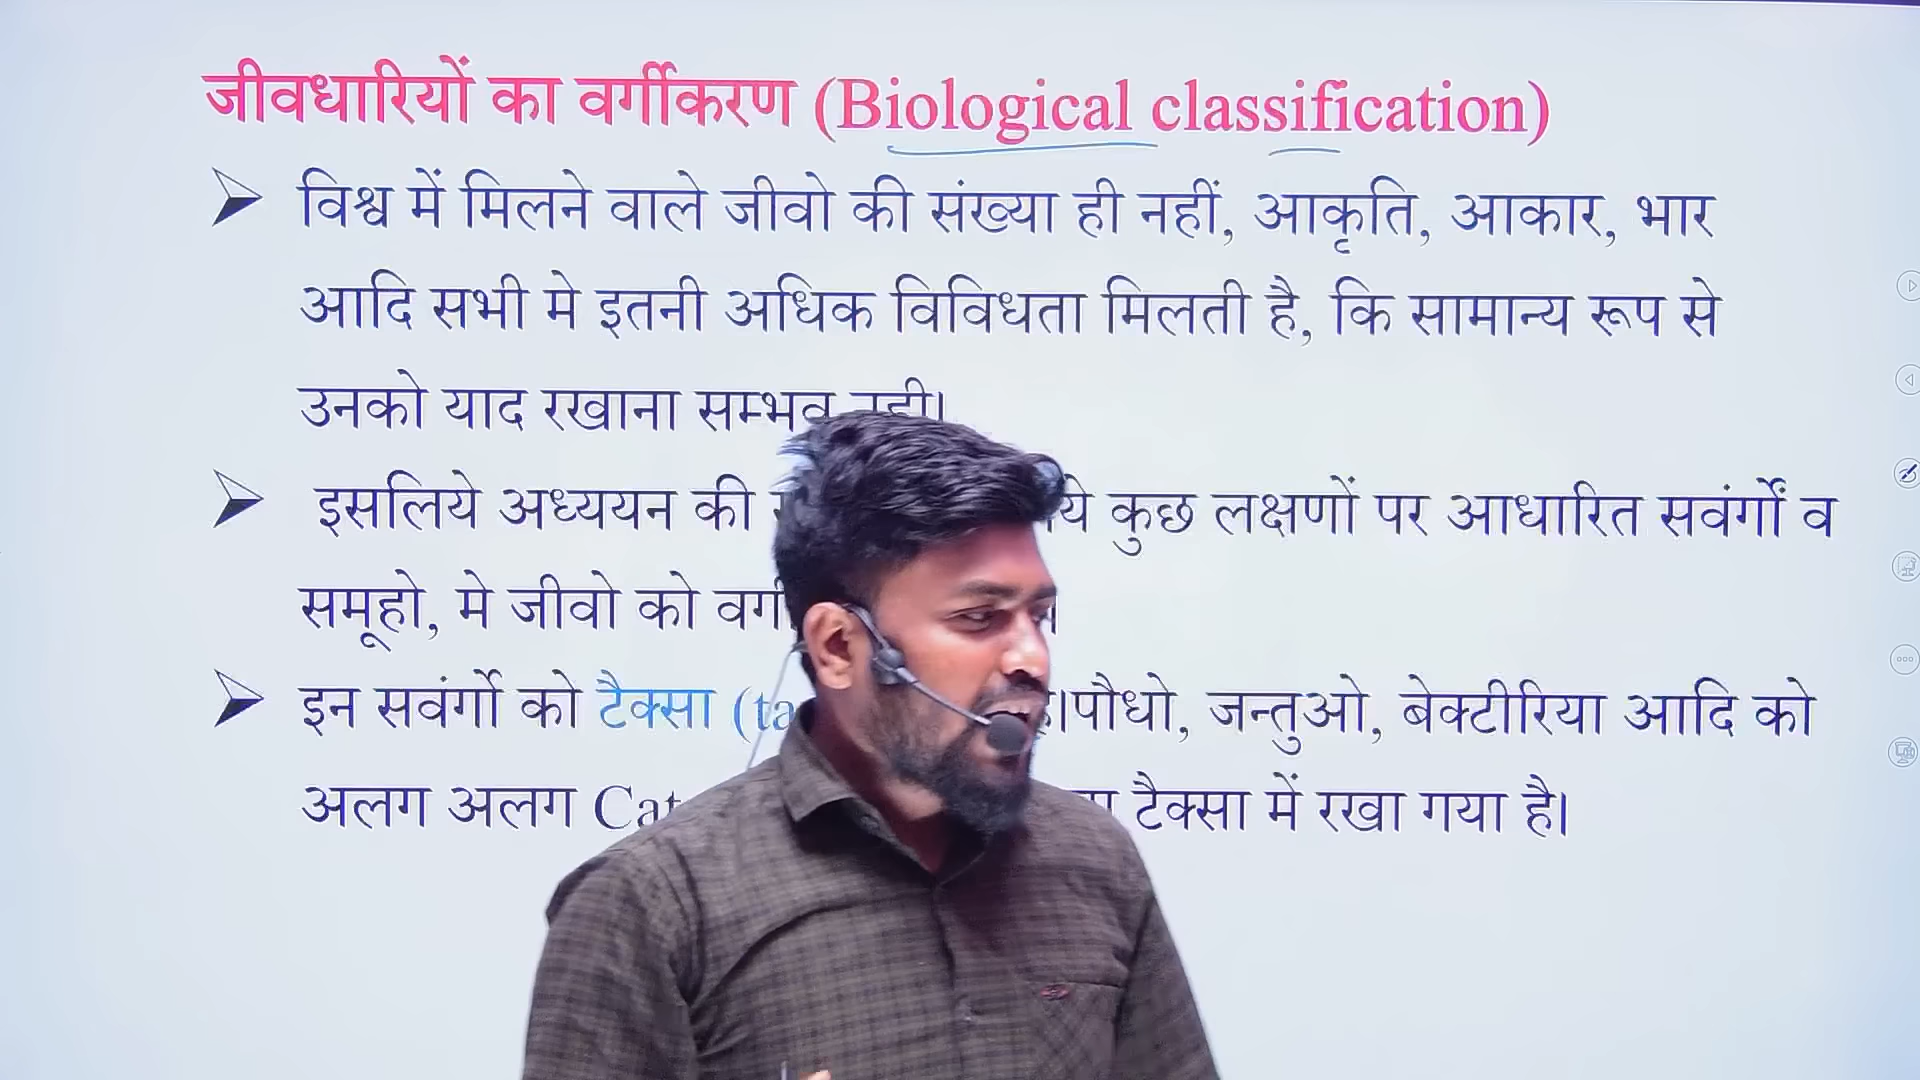 जीवधारियों का वर्गीकरण (Biological classification)
विश्व में मिलने वाले जीवो की संख्या ही नहीं, आकृति, आकार, भार
आदि सभी मे इतनी अधिक विविधता मिलती है, कि सामान्य रूप से
उनको याद रखाना सम्भव नही।
इसलिये अध्ययन की कुछ लक्षणों पर आधारित सवंर्गों व
समूहो, मे जीवो को
इन सवंर्गो को टैक्सा पौधो, जन्तुओ, बेक्टीरिया आदि को
अलग अलग टैक्सा में रखा गया है।